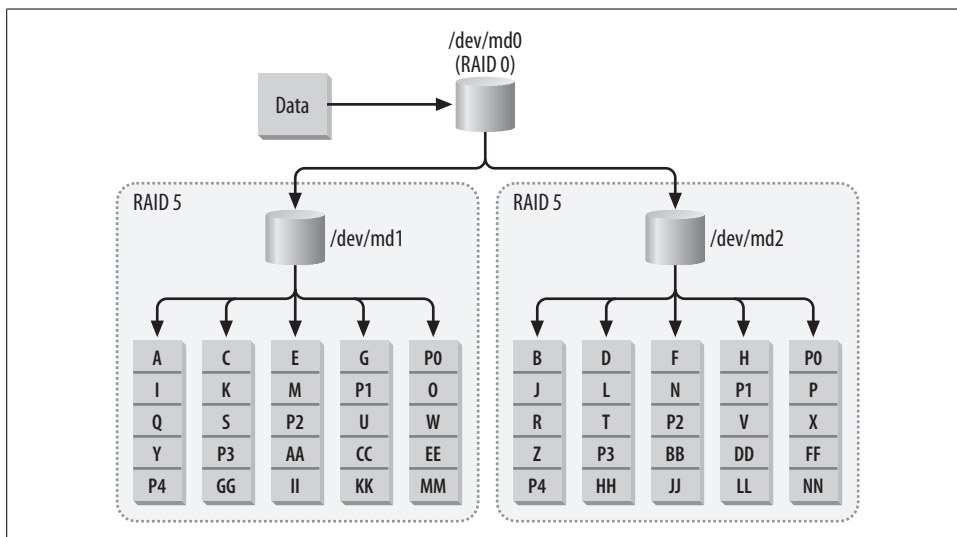 /dev/md0
(RAID 0)
Data
RAID 5
/dev/md1
A C E G P0
I K M P1 O
Q S P2 U W
Y P3 AA CC EE
P4 GG II KK MM
RAID 5
/dev/md2
B D F H P0
J L N P1 P
R T P2 V X
Z P3 BB DD FF
P4 HH JJ LL NN